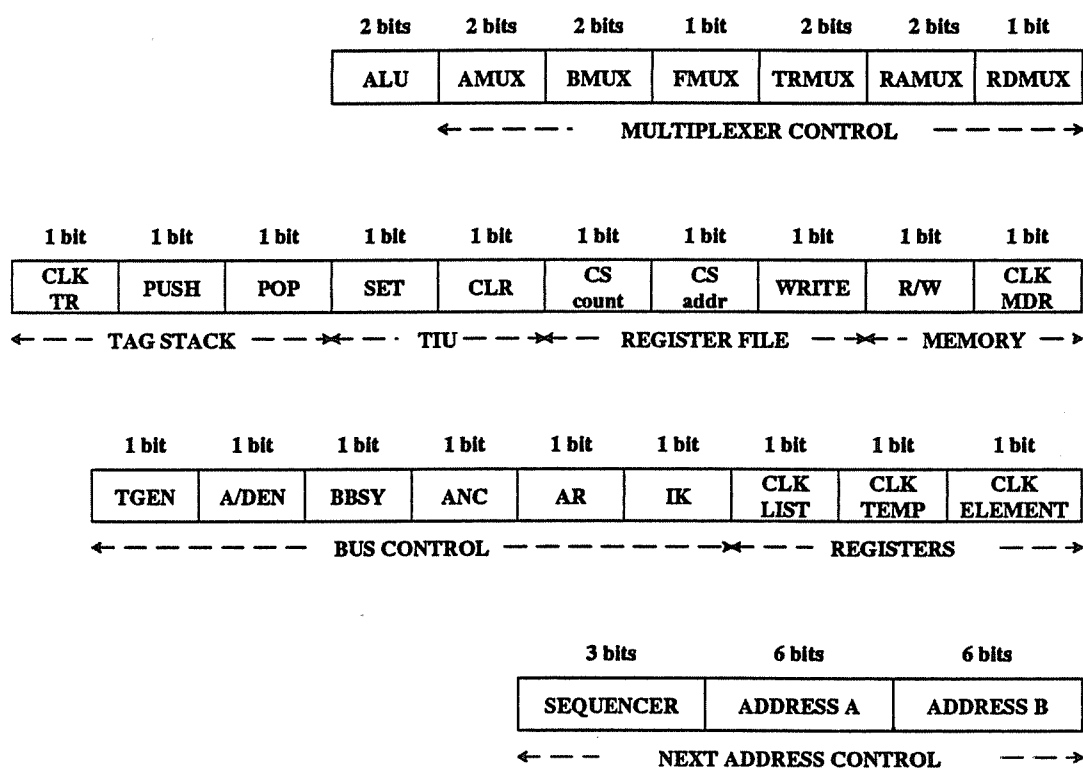 2 bits 2 bits 2 bits 1 bit 2 bits 2 bits 1 bit
ALU AMUX BMUX FMUX TRMUX RAMUX RDMUX
MULTIPLEXER CONTROL
1 bit 1 bit 1 bit 1 bit 1 bit 1 bit 1 bit 1 bit 1 bit 1 bit
CLK TR PUSH POP SET CLR CS count CS addr WRITE R/W CLK MDR
TAG STACK TIU REGISTER FILE MEMORY
1 bit 1 bit 1 bit 1 bit 1 bit 1 bit 1 bit 1 bit 1 bit
TGEN A/DEN BBSY ANC AR IK CLK LIST CLK TEMP CLK ELEMENT
BUS CONTROL REGISTERS
3 bits 6 bits 6 bits
SEQUENCER ADDRESS A ADDRESS B
NEXT ADDRESS CONTROL